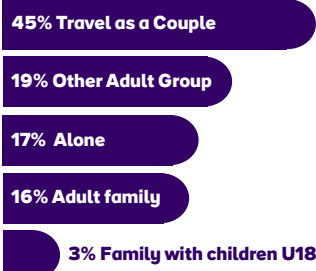 45% Travel as a Couple
19% Other Adult Group
17% Alone
16% Adult family
3% Family with children U18